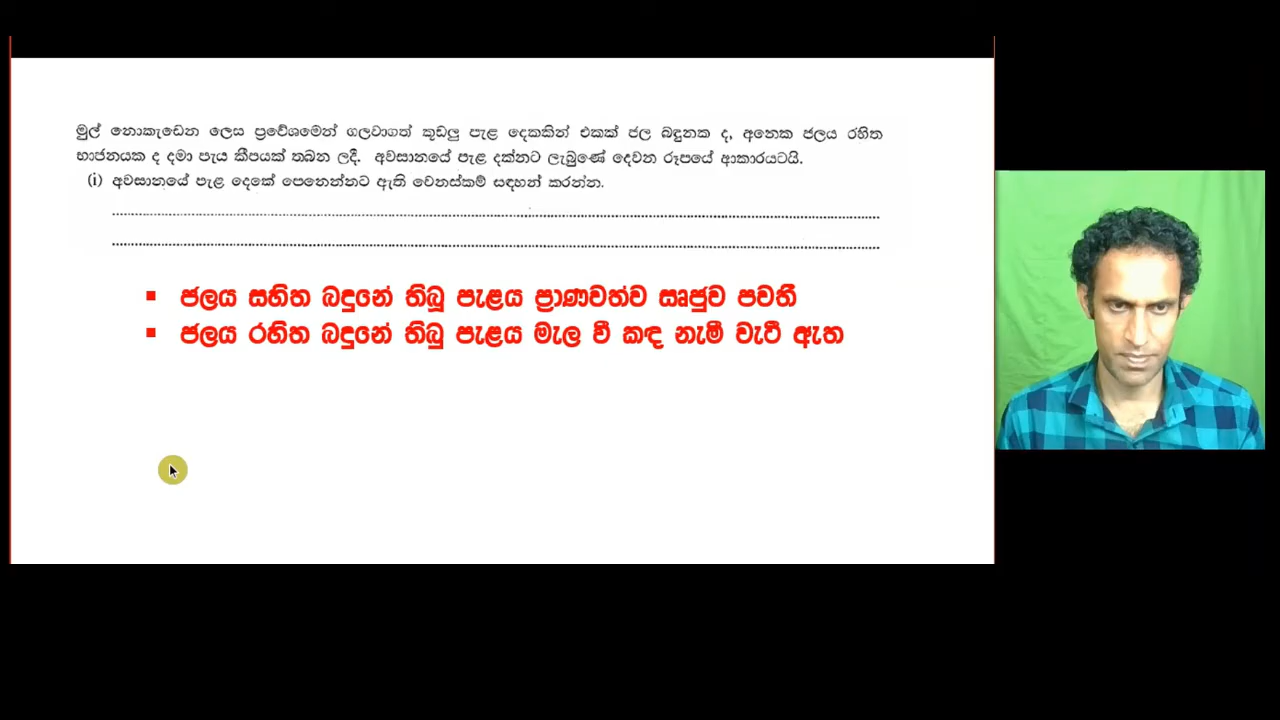 මුල් නොකැඩෙන ලෙස ප්‍රවේශමෙන් ගලවාගත් කූඩලු පැළ දෙකකින් එකක් ජල බඳුනක ද, අනෙක ජලය රහිත
භාජනයක ද දමා පැය කීපයක් තබන ලදී. අවසානයේ පැළ දක්නට ලැබුණේ දෙවන රූපයේ ආකාරයටයි.
(i) අවසානයේ පැළ දෙකේ පෙනෙන්නට ඇති වෙනස්කම් සඳහන් කරන්න.
▪ ජලය සහිත බඳුනේ තිබූ පැළය ප්‍රාණවත්ව සෘජුව පවතී
▪ ජලය රහිත බඳුනේ තිබු පැළය මැල වී කඳ නැමී වැටී ඇත